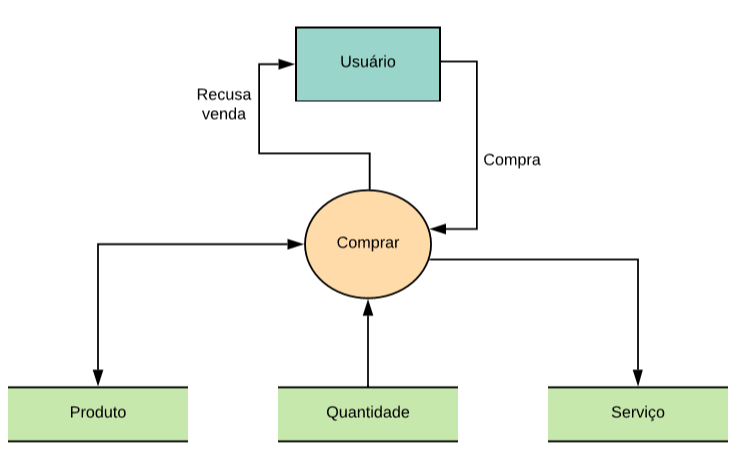 Usuário
Recusa
venda
Compra
Comprar
Produto
Quantidade
Serviço